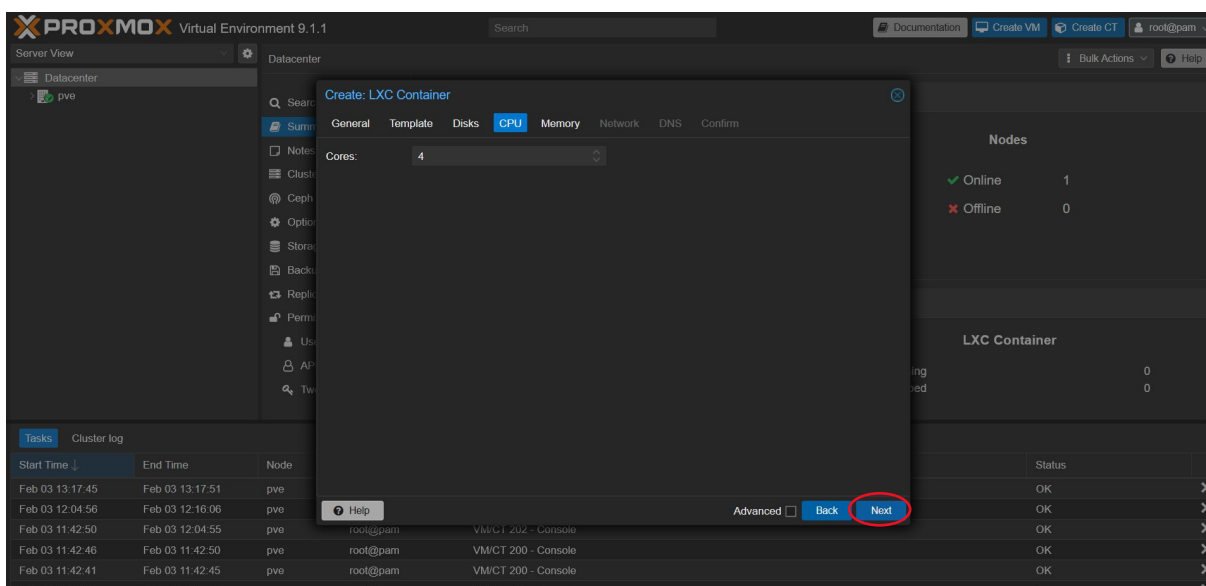 PROXMOX Virtual Environment 9.1.1
Search
Documentation
Create VM
Create CT
root@pam
Server View
Datacenter
Bulk Actions
Help
Datacenter
pve
Create: LXC Container
General Template Disks CPU Memory Network DNS Confirm
Cores: 4
Notes
Ceph
Nodes
Online 1
Offline 0
LXC Container
0
0
Help
Advanced
Back
Next
Tasks
Cluster log
Start Time End Time Node Status
Feb 03 13:17:45 Feb 03 13:17:51 pve OK
Feb 03 12:04:56 Feb 03 12:16:06 pve OK
Feb 03 11:42:50 Feb 03 12:04:55 pve root@pam VM/CT 202 - Console OK
Feb 03 11:42:46 Feb 03 11:42:50 pve root@pam VM/CT 200 - Console OK
Feb 03 11:42:41 Feb 03 11:42:45 pve root@pam VM/CT 200 - Console OK